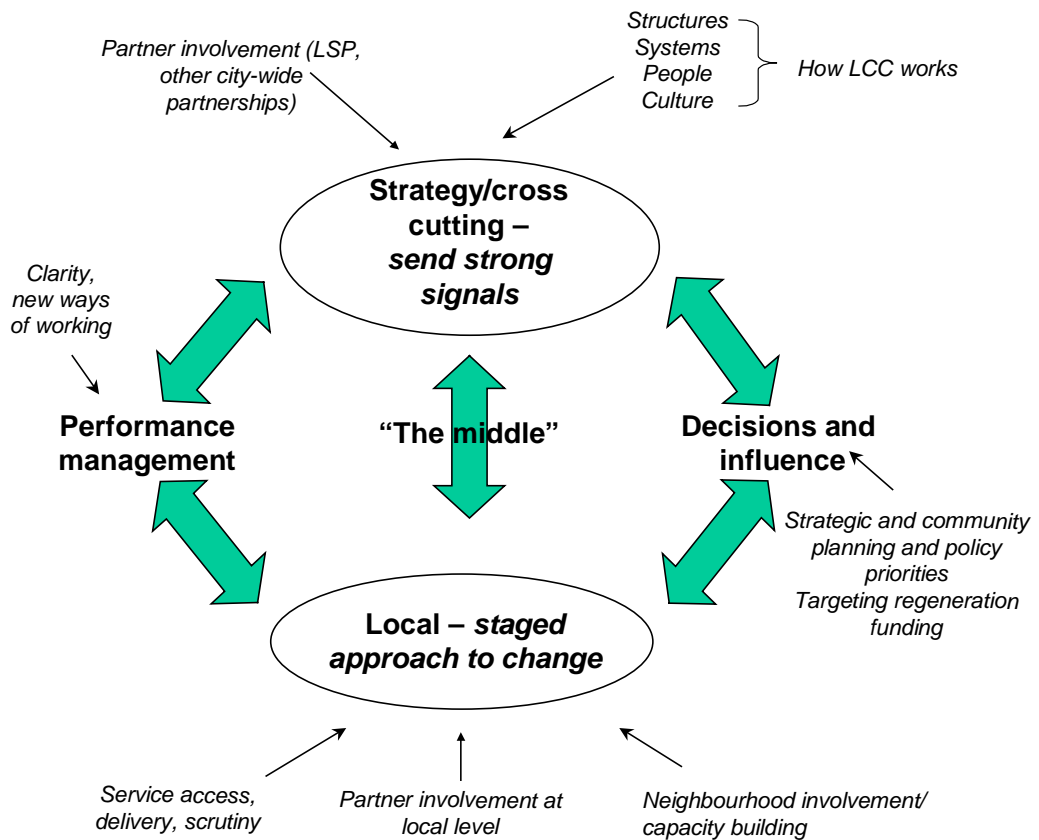 Partner involvement (LSP,
other city-wide
partnerships)
Structures
Systems
People
Culture
How LCC works
Strategy/cross
cutting –
send strong
signals
Clarity,
new ways
of working
Performance
management
“The middle”
Decisions and
influence
Strategic and community
planning and policy
priorities
Targeting regeneration
funding
Local – staged
approach to change
Service access,
delivery, scrutiny
Partner involvement at
local level
Neighbourhood involvement/
capacity building